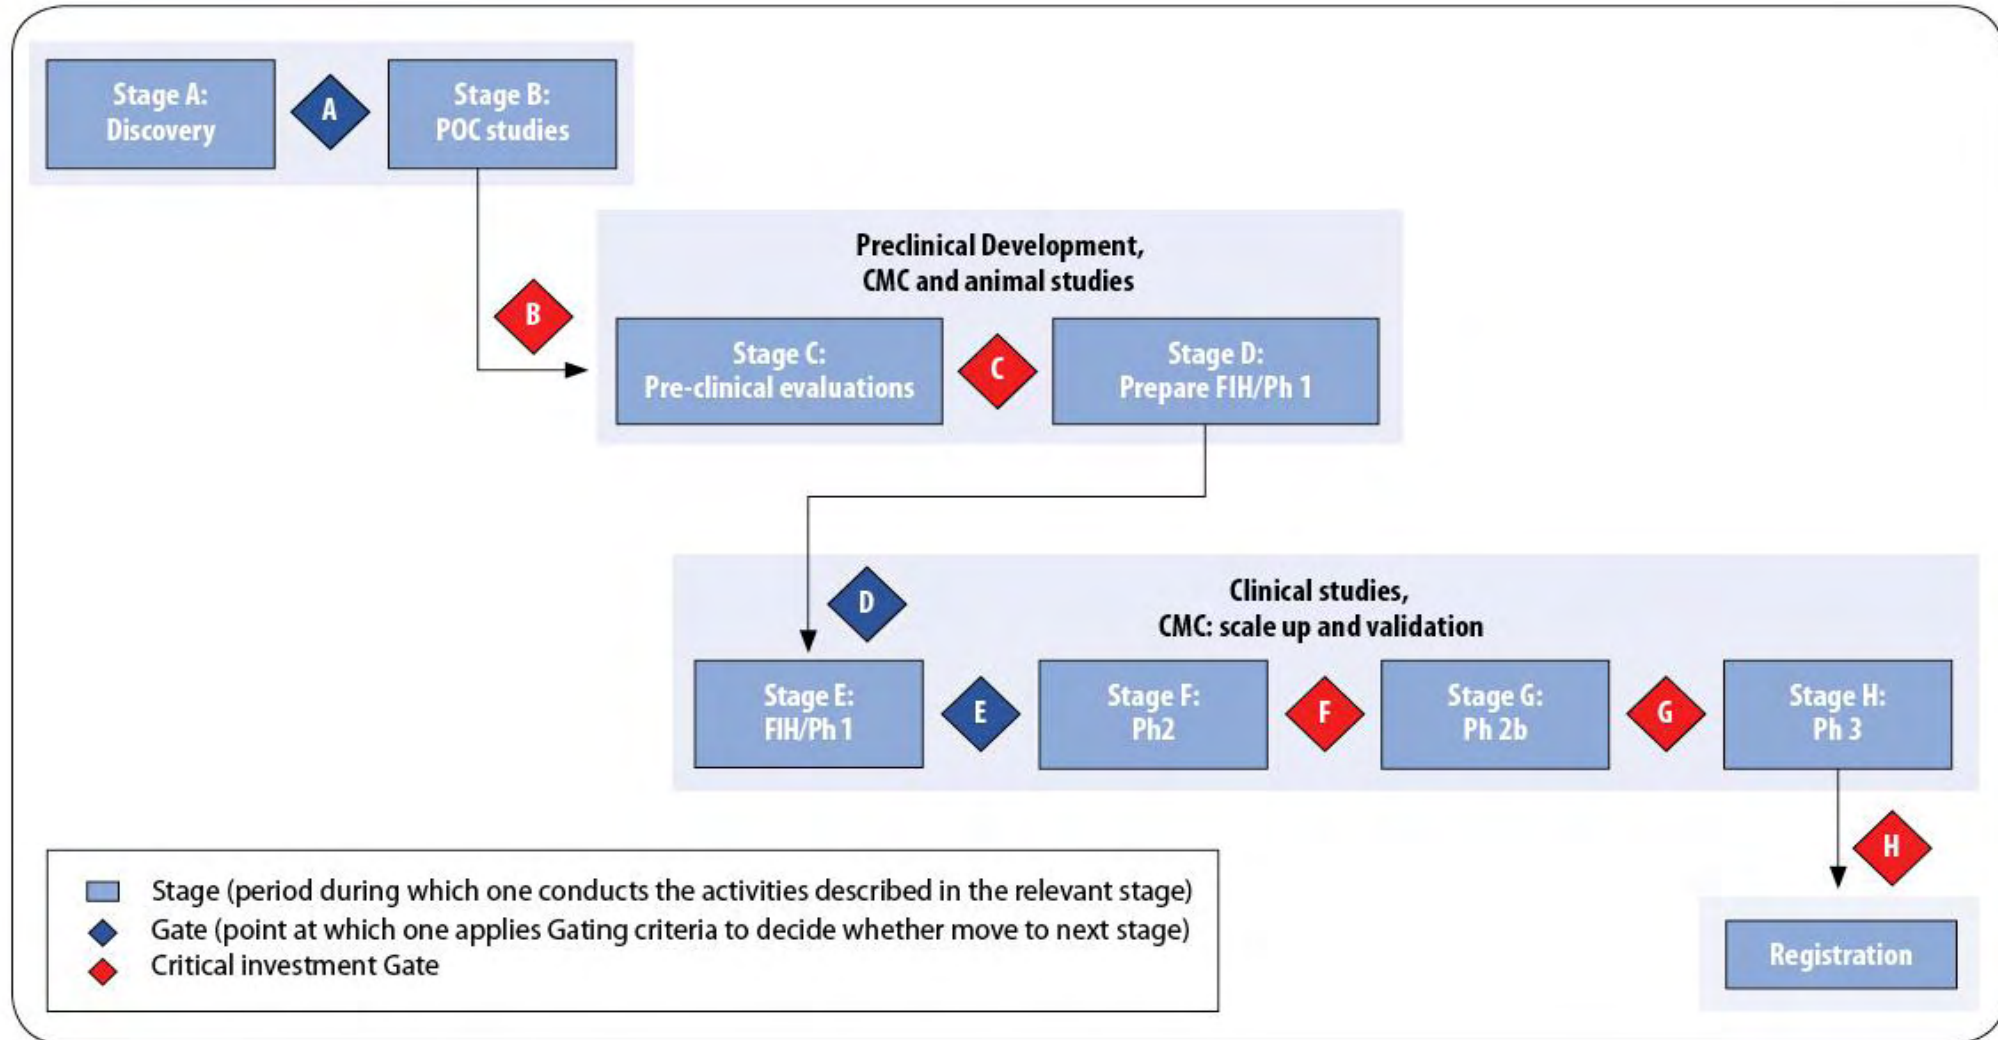 Stage A:
Discovery
A
Stage B:
POC studies
B
Preclinical Development,
CMC and animal studies
Stage C:
Pre-clinical evaluations
C
Stage D:
Prepare FIH/Ph 1
D
Clinical studies,
CMC: scale up and validation
Stage E:
FIH/Ph 1
E
Stage F:
Ph2
F
Stage G:
Ph 2b
G
Stage H:
Ph 3
H
Registration
Stage (period during which one conducts the activities described in the relevant stage)
Gate (point at which one applies Gating criteria to decide whether move to next stage)
Critical investment Gate